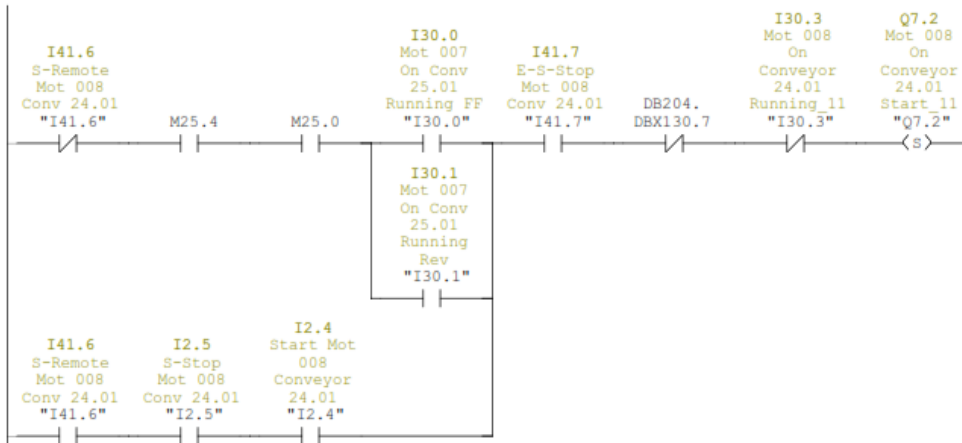 I41.6
S-Remote
Mot 008
Conv 24.01
"I41.6"
M25.4
M25.0
I30.0
Mot 007
On Conv
25.01
Running FF
"I30.0"
I41.7
E-S-Stop
Mot 008
Conv 24.01
"I41.7"
DB204.
DBX130.7
I30.3
Mot 008
On
Conveyor
24.01
Running_11
"I30.3"
Q7.2
Mot 008
On
Conveyor
24.01
Start_11
"Q7.2"
S
I30.1
Mot 007
On Conv
25.01
Running
Rev
"I30.1"
I41.6
S-Remote
Mot 008
Conv 24.01
"I41.6"
I2.5
S-Stop
Mot 008
Conv 24.01
"I2.5"
I2.4
Start Mot
008
Conveyor
24.01
"I2.4"